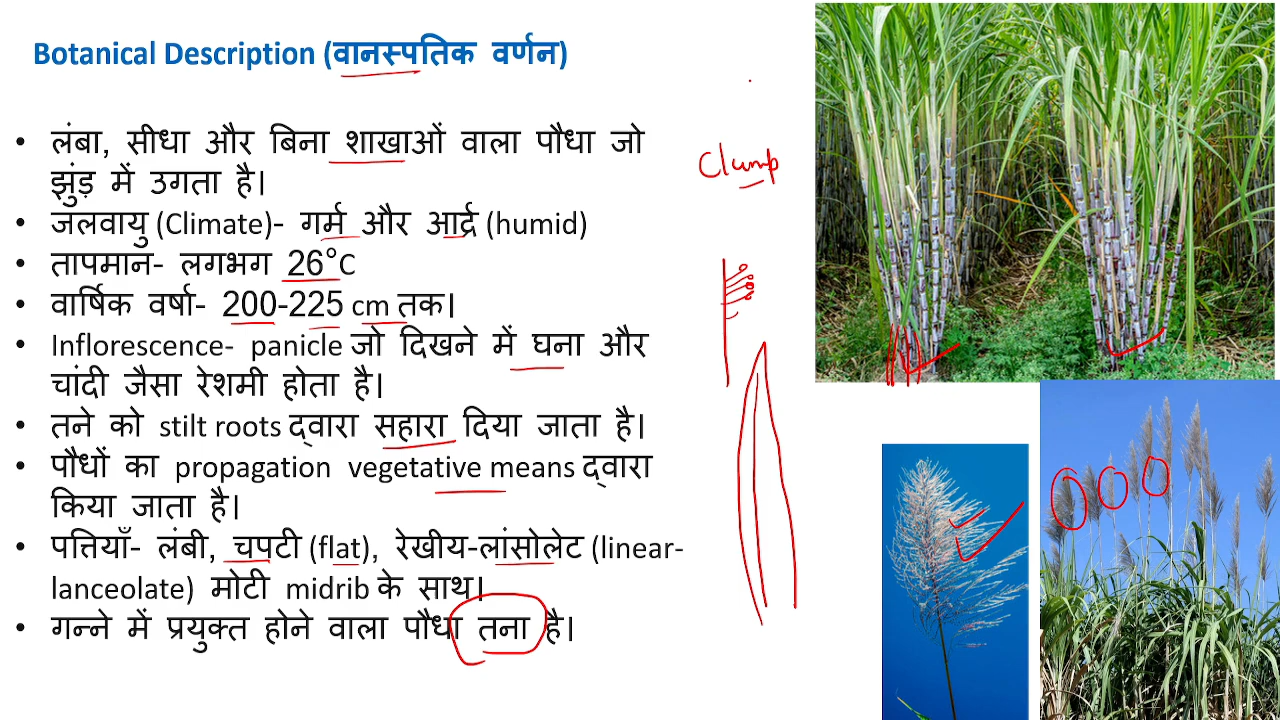 Botanical Description (वानस्पतिक वर्णन)
• लंबा, सीधा और बिना शाखाओं वाला पौधा जो
झुंड़ में उगता है।
• जलवायु (Climate)- गर्म और आर्द्र (humid)
• तापमान- लगभग 26°C
• वार्षिक वर्षा- 200-225 cm तक।
• Inflorescence- panicle जो दिखने में घना और
चांदी जैसा रेशमी होता है।
• तने को stilt roots द्वारा सहारा दिया जाता है।
• पौधों का propagation vegetative means द्वारा
किया जाता है।
• पत्तियाँ- लंबी, चपटी (flat), रेखीय-लांसोलेट (linear-
lanceolate) मोटी midrib के साथ।
• गन्ने में प्रयुक्त होने वाला पौधा तना है।
Clump